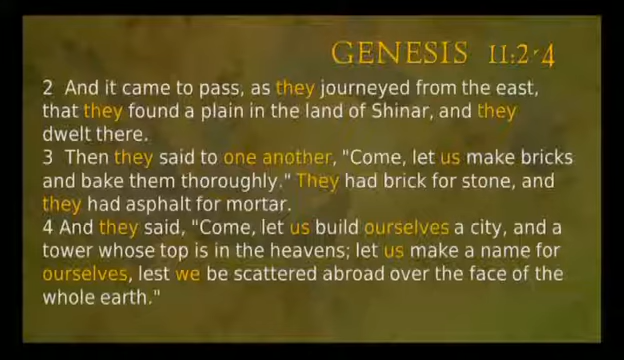 GENESIS 11:2-4
2 And it came to pass, as they journeyed from the east,
that they found a plain in the land of Shinar, and they
dwelt there.
3 Then they said to one another, "Come, let us make bricks
and bake them thoroughly." They had brick for stone, and
they had asphalt for mortar.
4 And they said, "Come, let us build ourselves a city, and a
tower whose top is in the heavens; let us make a name for
ourselves, lest we be scattered abroad over the face of the
whole earth."